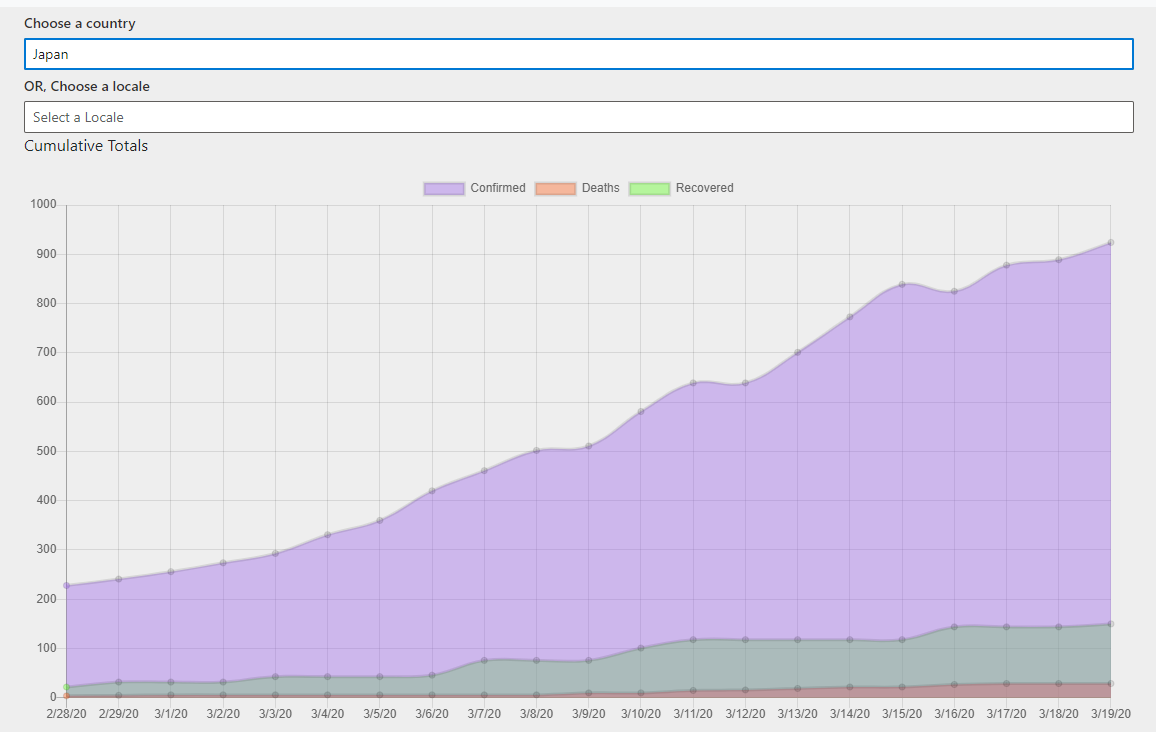 Choose a country
Japan
OR, Choose a locale
Select a Locale
Cumulative Totals
Confirmed Deaths Recovered
1000
900
800
700
600
500
400
300
200
100
0
2/28/20 2/29/20 3/1/20 3/2/20 3/3/20 3/4/20 3/5/20 3/6/20 3/7/20 3/8/20 3/9/20 3/10/20 3/11/20 3/12/20 3/13/20 3/14/20 3/15/20 3/16/20 3/17/20 3/18/20 3/19/20